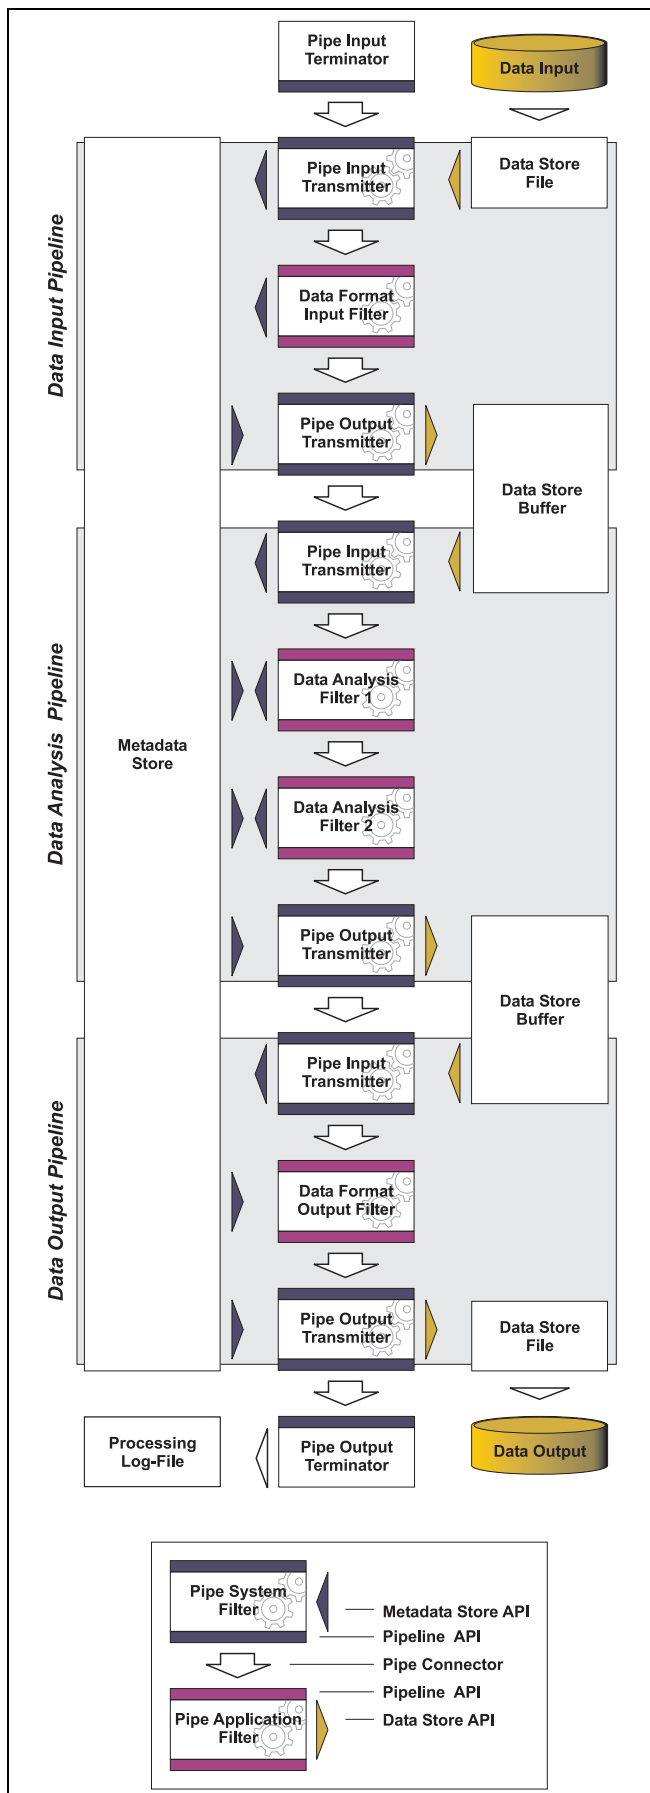 Pipe Input
Terminator
Data Input
Data Input Pipeline
Pipe Input
Transmitter
Data Store
File
Data Format
Input Filter
Pipe Output
Transmitter
Data Store
Buffer
Data Analysis Pipeline
Pipe Input
Transmitter
Data Analysis
Filter 1
Metadata
Store
Data Analysis
Filter 2
Pipe Output
Transmitter
Data Store
Buffer
Data Output Pipeline
Pipe Input
Transmitter
Data Format
Output Filter
Pipe Output
Transmitter
Data Store
File
Processing
Log-File
Pipe Output
Terminator
Data Output
Pipe System
Filter
Metadata Store API
Pipeline API
Pipe Connector
Pipeline API
Pipe Application
Filter
Data Store API